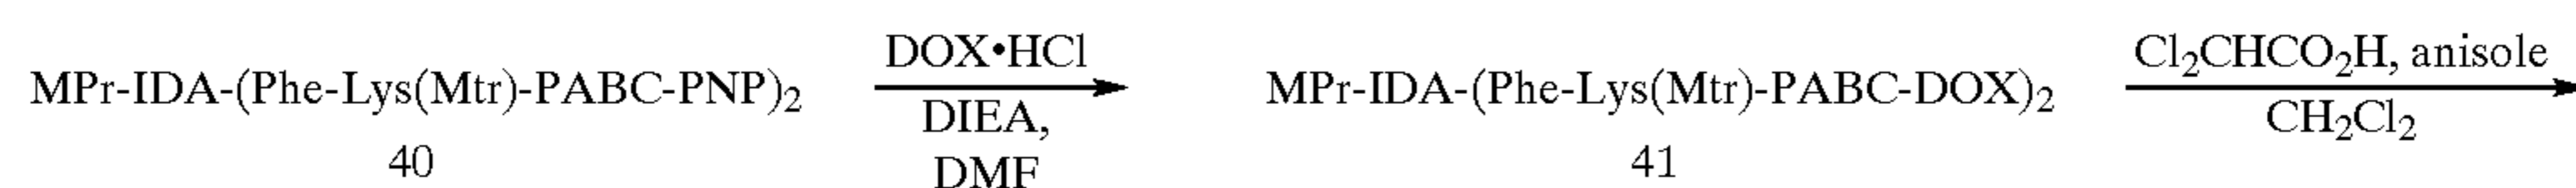 MPr-IDA-(Phe-Lys(Mtr)-PABC-PNP)₂
40
DOX•HCl
DIEA,
DMF
MPr-IDA-(Phe-Lys(Mtr)-PABC-DOX)₂
41
Cl₂CHCO₂H, anisole
CH₂Cl₂